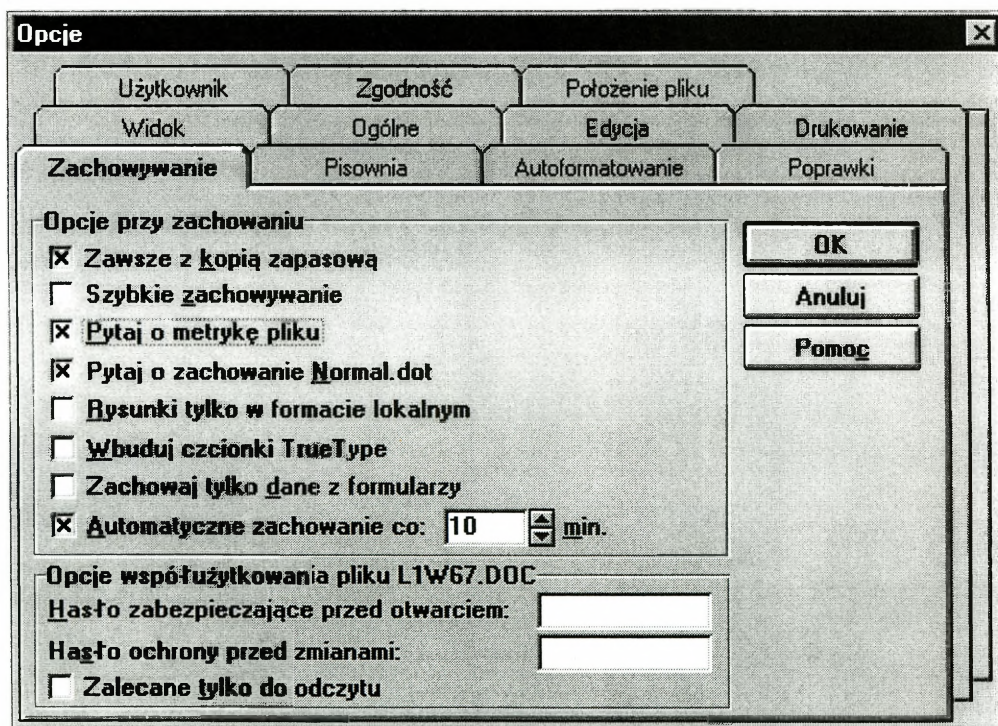 Opcje
Użytkownik Zgodność Położenie pliku
Widok Ogólne Edycja Drukowanie
Zachowywanie Pisownia Autoformatowanie Poprawki
Opcje przy zachowaniu
Zawsze z kopią zapasową
Szybkie zachowywanie
Pytaj o metrykę pliku
Pytaj o zachowanie Normal.dot
Rysunki tylko w formacie lokalnym
Wbuduj czcionki TrueType
Zachowaj tylko dane z formularzy
Automatyczne zachowanie co: 10 min.
OK
Anuluj
Pomoc
Opcje współużytkowania pliku L1W67.DOC
Hasło zabezpieczające przed otwarciem:
Hasło ochrony przed zmianami:
Zalecane tylko do odczytu